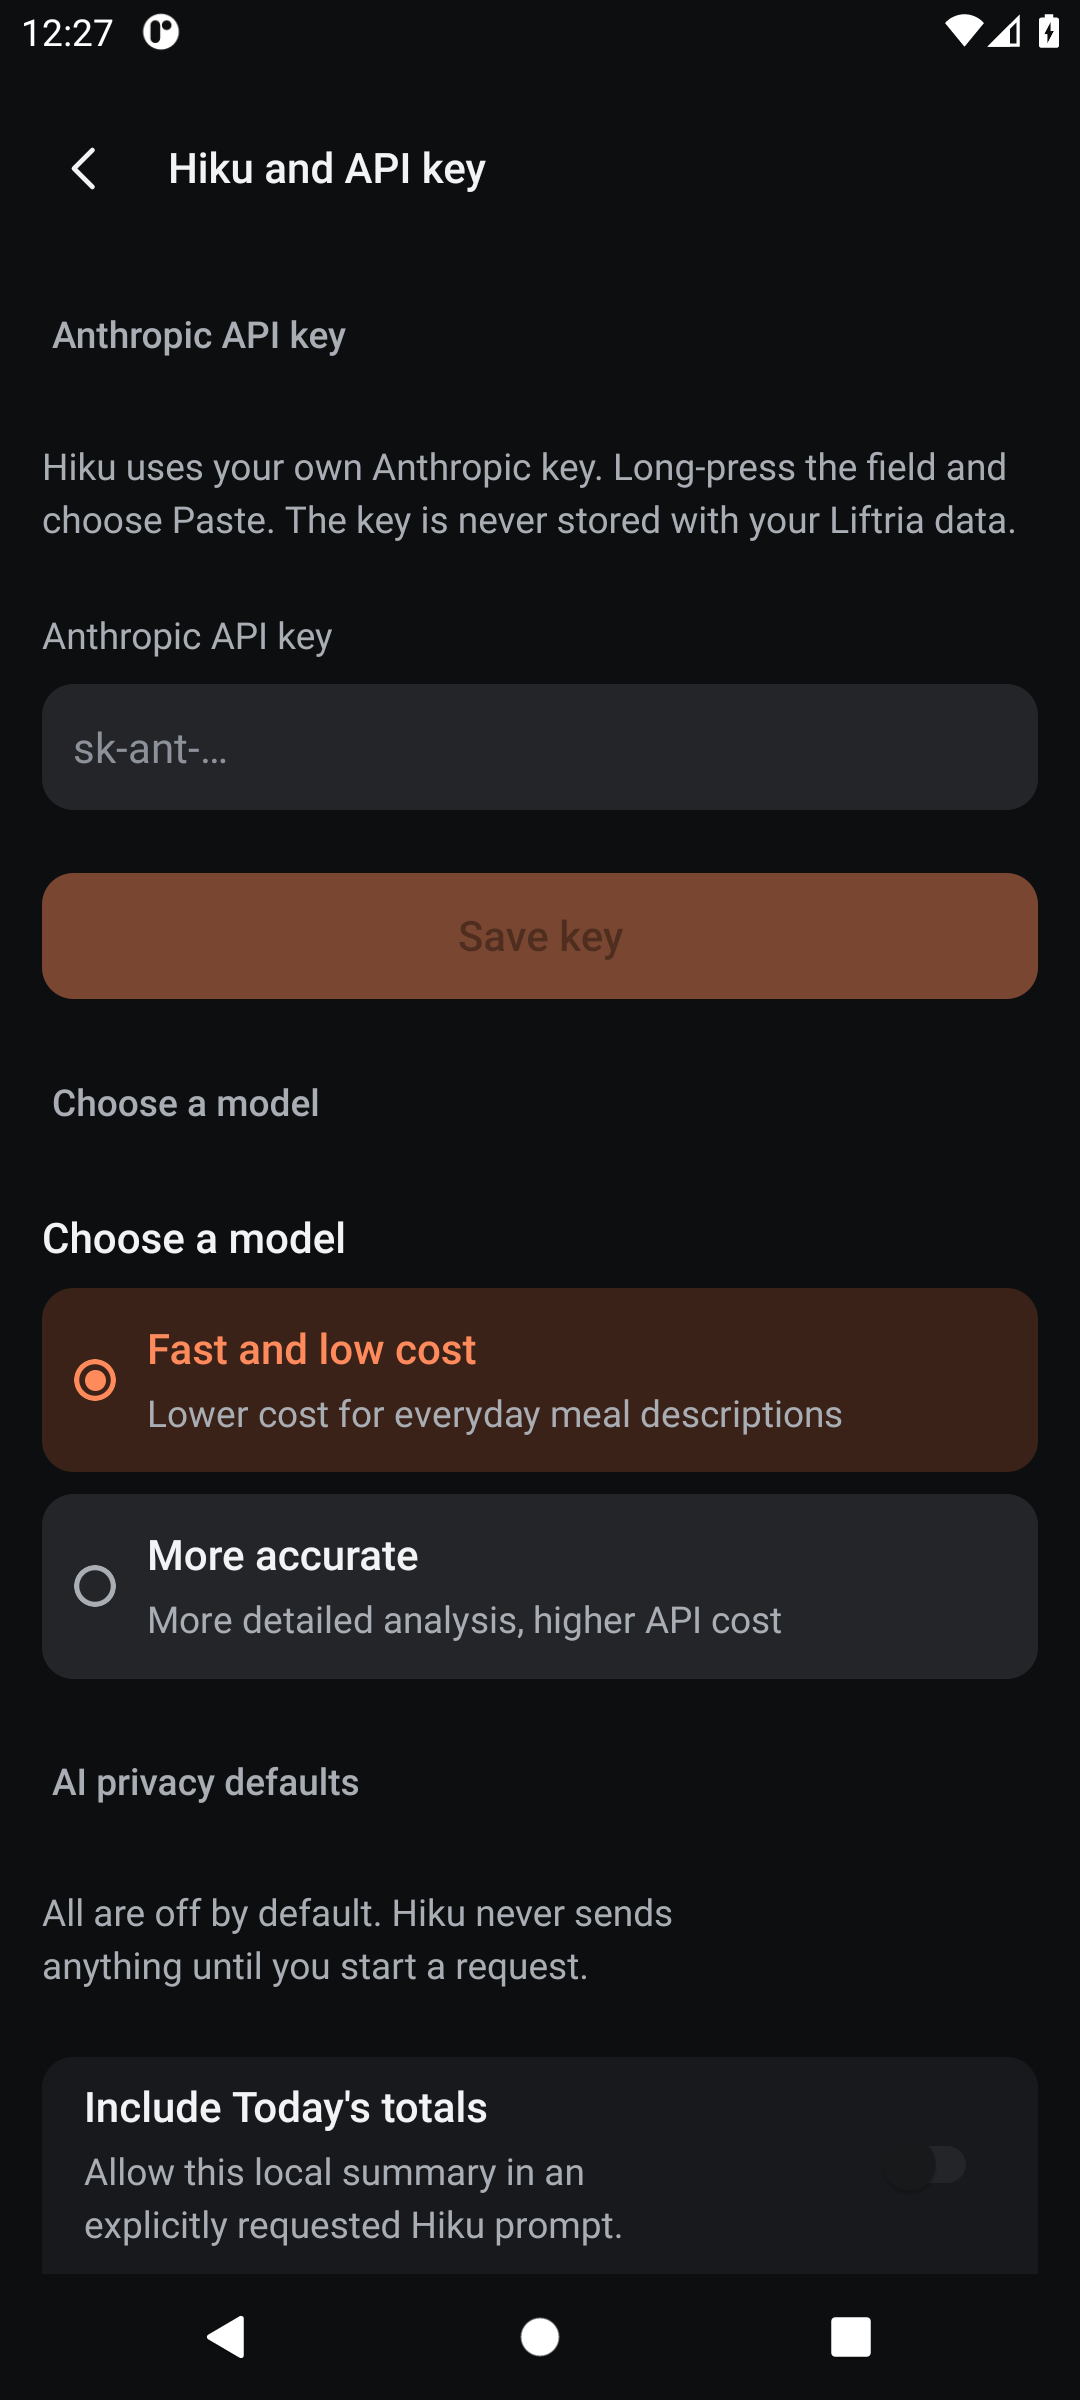 12:27
Hiku and API key
Anthropic API key
Hiku uses your own Anthropic key. Long-press the field and
choose Paste. The key is never stored with your Liftria data.
Anthropic API key
sk-ant-...
Save key
Choose a model
Choose a model
Fast and low cost
Lower cost for everyday meal descriptions
More accurate
More detailed analysis, higher API cost
AI privacy defaults
All are off by default. Hiku never sends
anything until you start a request.
Include Today's totals
Allow this local summary in an
explicitly requested Hiku prompt.